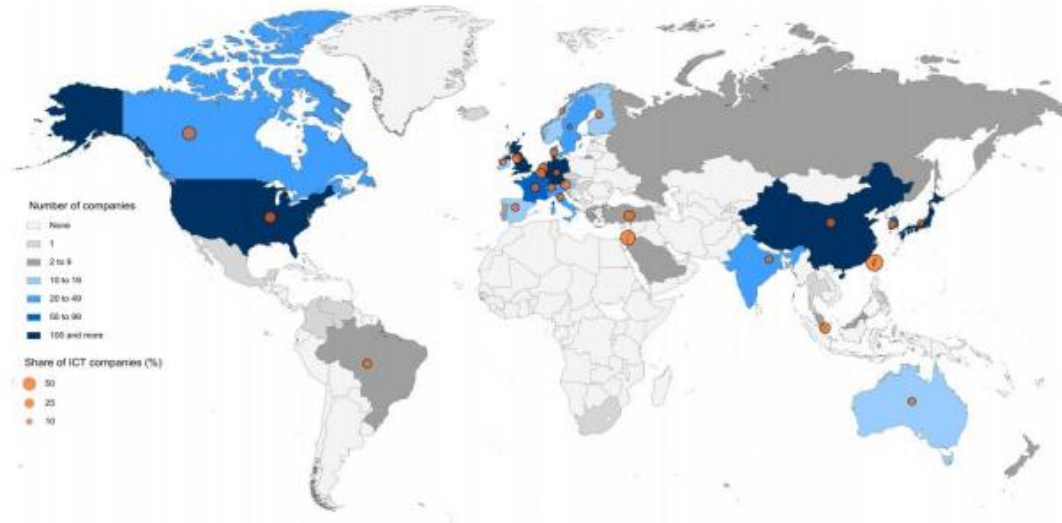 Number of companies
None
1
2 to 9
10 to 19
20 to 49
50 to 99
100 and more
Share of ICT companies (%)
50
25
10